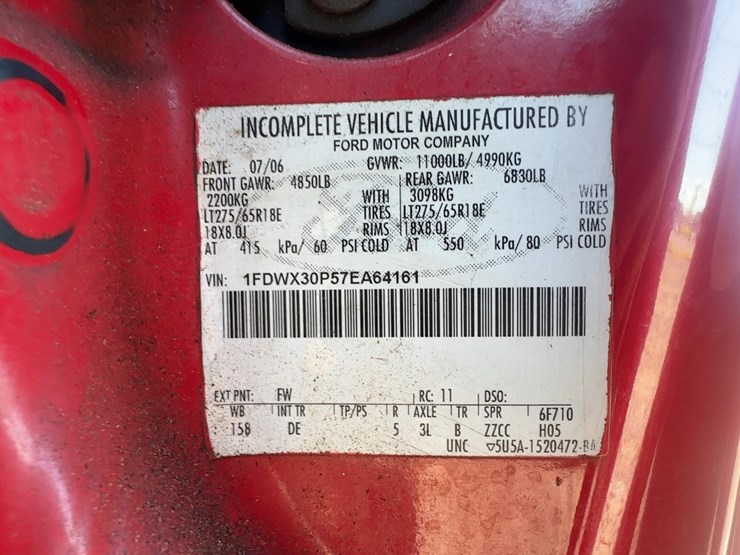 INCOMPLETE VEHICLE MANUFACTURED BY
FORD MOTOR COMPANY
DATE: 07/06 GVWR: 11000LB/ 4990KG
FRONT GAWR: 4850LB REAR GAWR: 6830LB
2200KG WITH 3098KG WITH
LT275/65R18E TIRES LT275/65R18E TIRES
18X8.0J RIMS 18X8.0J RIMS
AT 415 kPa/ 60 PSI COLD AT 550 kPa/ 80 PSI COLD
VIN: 1FDWX30P57EA64161
EXT PNT: FW RC: 11 DSO:
WB INT TR TP/PS R AXLE TR SPR 6F710
158 DE 5 3L B ZZCC H05
UNC ▽5U5A-1520472-BA